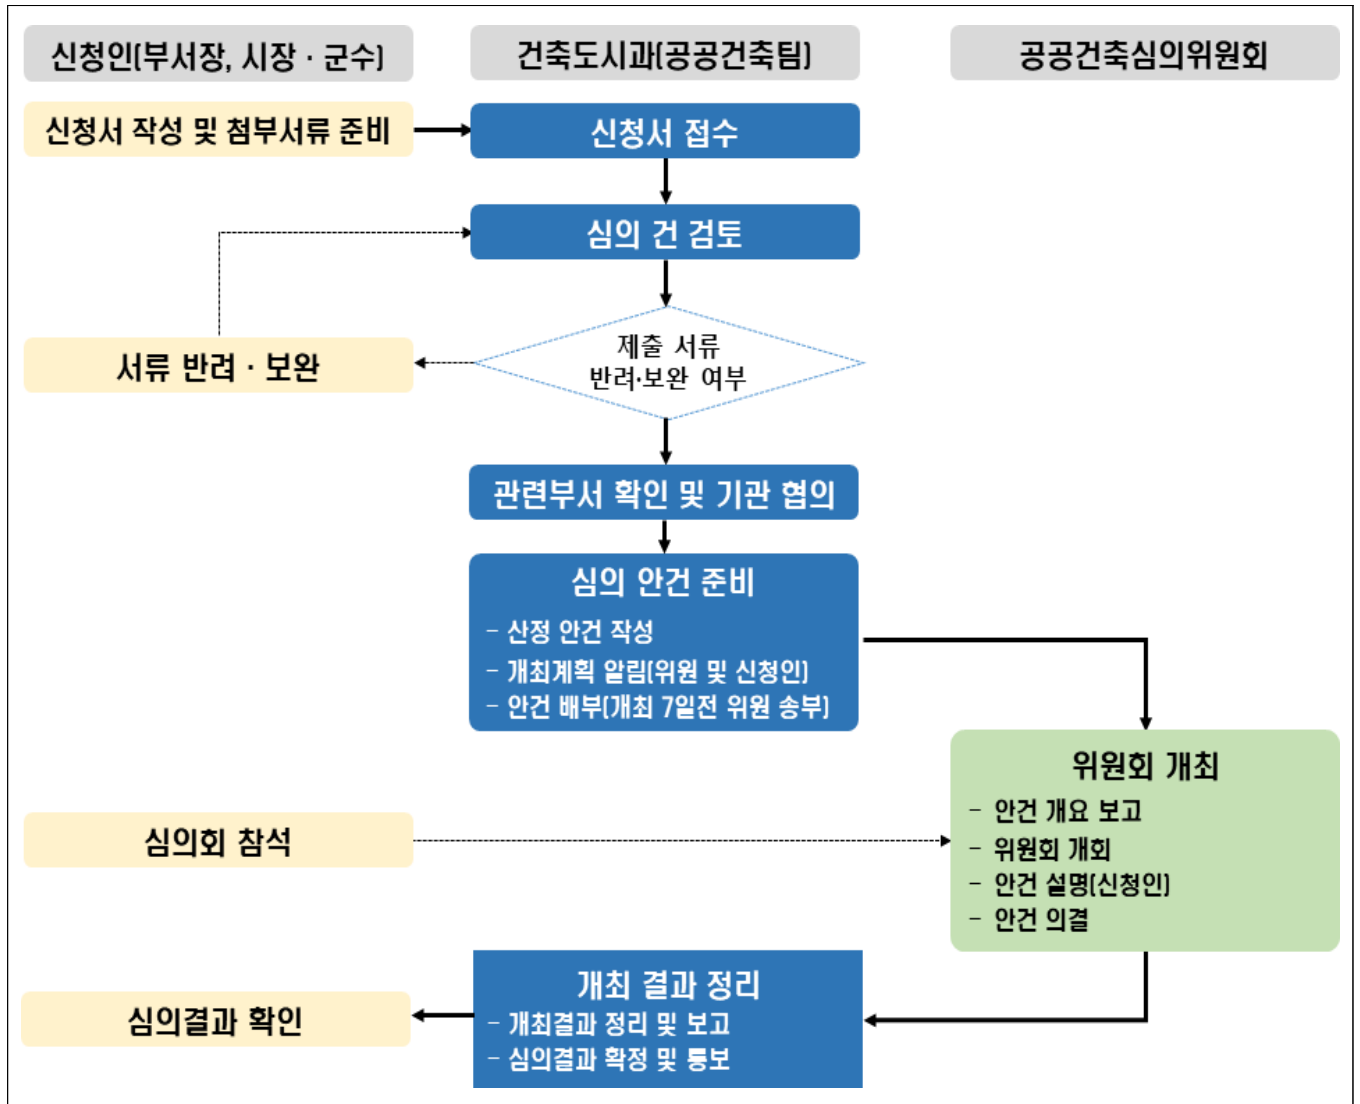 신청인(부서장, 시장 · 군수)
건축도시과(공공건축팀)
공공건축심의위원회
신청서 작성 및 첨부서류 준비
신청서 접수
심의 건 검토
제출 서류
반려·보완 여부
서류 반려 · 보완
관련부서 확인 및 기관 협의
심의 안건 준비
- 산정 안건 작성
- 개최계획 알림(위원 및 신청인)
- 안건 배부(개최 7일전 위원 송부)
위원회 개최
- 안건 개요 보고
- 위원회 개회
- 안건 설명(신청인)
- 안건 의결
심의회 참석
개최 결과 정리
- 개최결과 정리 및 보고
- 심의결과 확정 및 통보
심의결과 확인